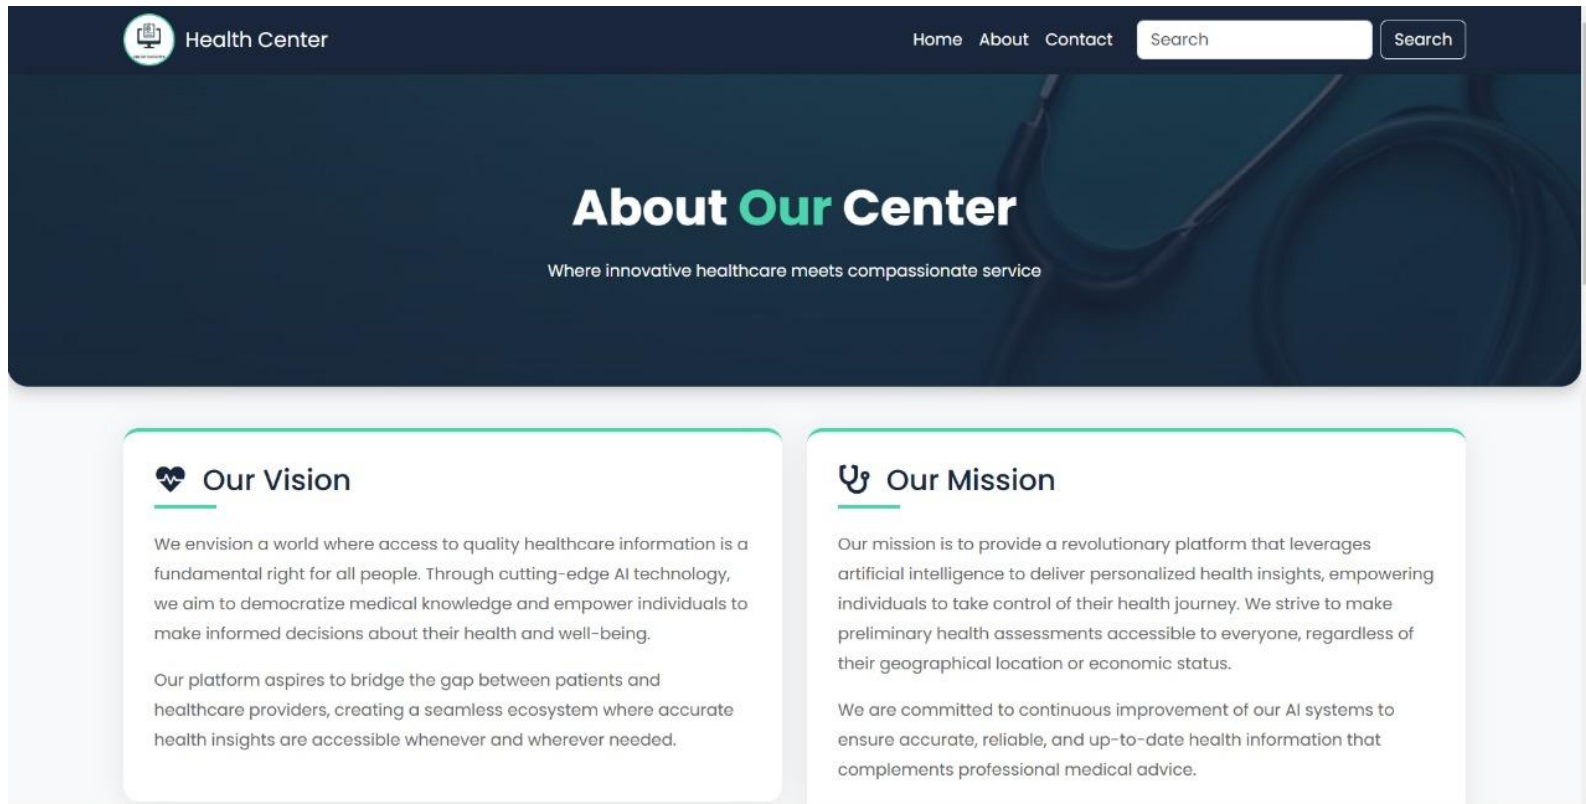 Health Center
Home About Contact Search Search
About Our Center
Where innovative healthcare meets compassionate service
Our Vision
We envision a world where access to quality healthcare information is a
fundamental right for all people. Through cutting-edge AI technology,
we aim to democratize medical knowledge and empower individuals to
make informed decisions about their health and well-being.
Our platform aspires to bridge the gap between patients and
healthcare providers, creating a seamless ecosystem where accurate
health insights are accessible whenever and wherever needed.
Our Mission
Our mission is to provide a revolutionary platform that leverages
artificial intelligence to deliver personalized health insights, empowering
individuals to take control of their health journey. We strive to make
preliminary health assessments accessible to everyone, regardless of
their geographical location or economic status.
We are committed to continuous improvement of our AI systems to
ensure accurate, reliable, and up-to-date health information that
complements professional medical advice.